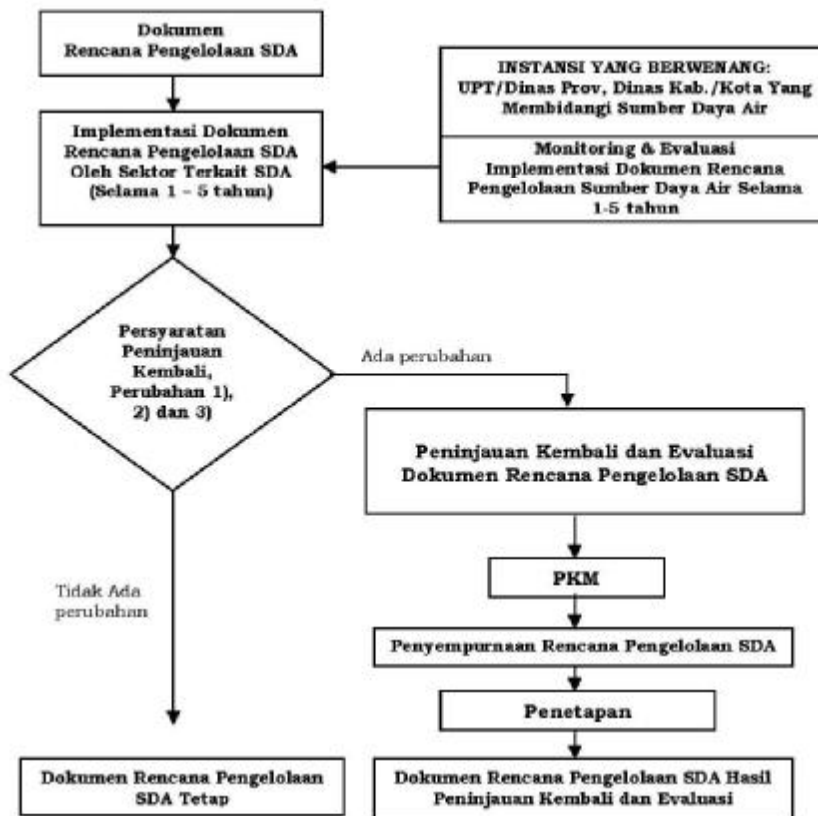 Dokumen
Rencana Pengelolaan SDA
INSTANSI YANG BERWENANG:
UPT/Dinas Prov, Dinas Kab./Kota Yang
Membidangi Sumber Daya Air
Implementasi Dokumen
Rencana Pengelolaan SDA
Oleh Sektor Terkait SDA
(Selama 1 – 5 tahun)
Monitoring & Evaluasi
Implementasi Dokumen Rencana
Pengelolaan Sumber Daya Air Selama
1-5 tahun
Persyaratan
Peninjauan
Kembali,
Perubahan 1),
2) dan 3)
Ada perubahan
Peninjauan Kembali dan Evaluasi
Dokumen Rencana Pengelolaan SDA
PKM
Tidak Ada
perubahan
Penyempurnaan Rencana Pengelolaan SDA
Penetapan
Dokumen Rencana Pengelolaan
SDA Tetap
Dokumen Rencana Pengelolaan SDA Hasil
Peninjauan Kembali dan Evaluasi